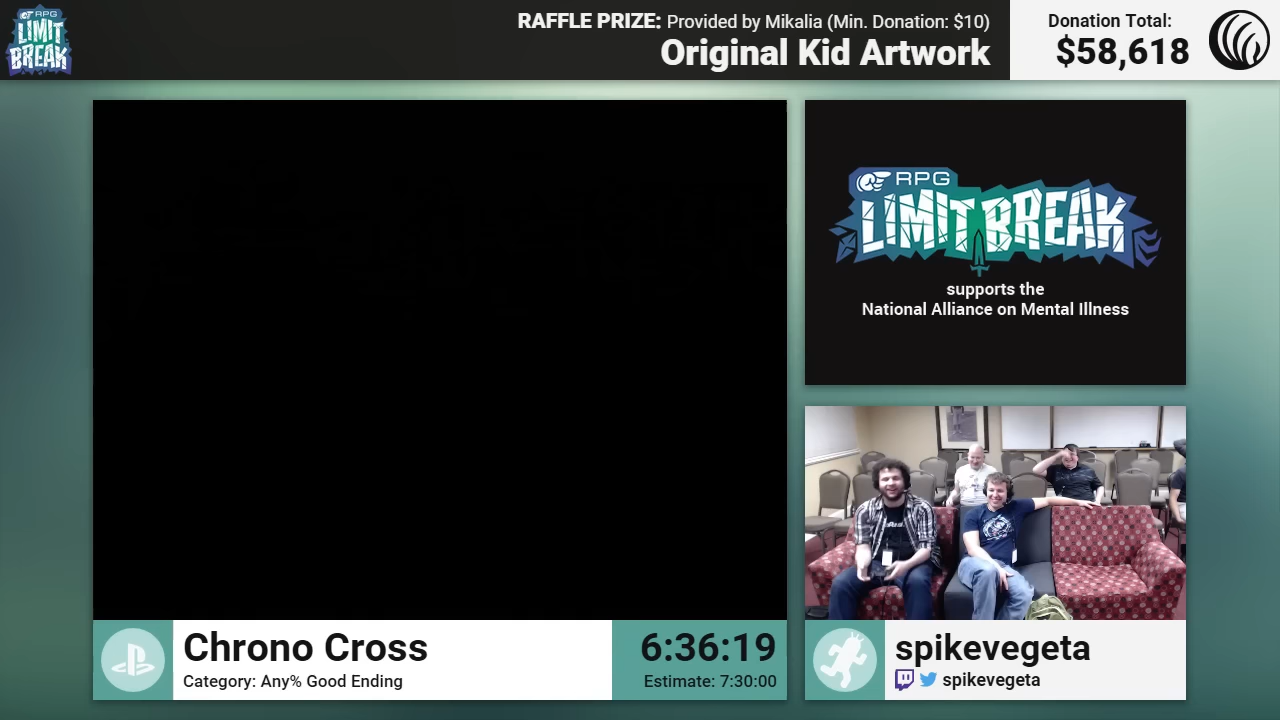 RPG
LIMIT
BREAK
RAFFLE PRIZE: Provided by Mikalia (Min. Donation: $10)
Original Kid Artwork
Donation Total:
$58,618
RPG
LIMIT BREAK
supports the
National Alliance on Mental Illness
Chrono Cross
Category: Any% Good Ending
6:36:19
Estimate: 7:30:00
spikevegeta
spikevegeta